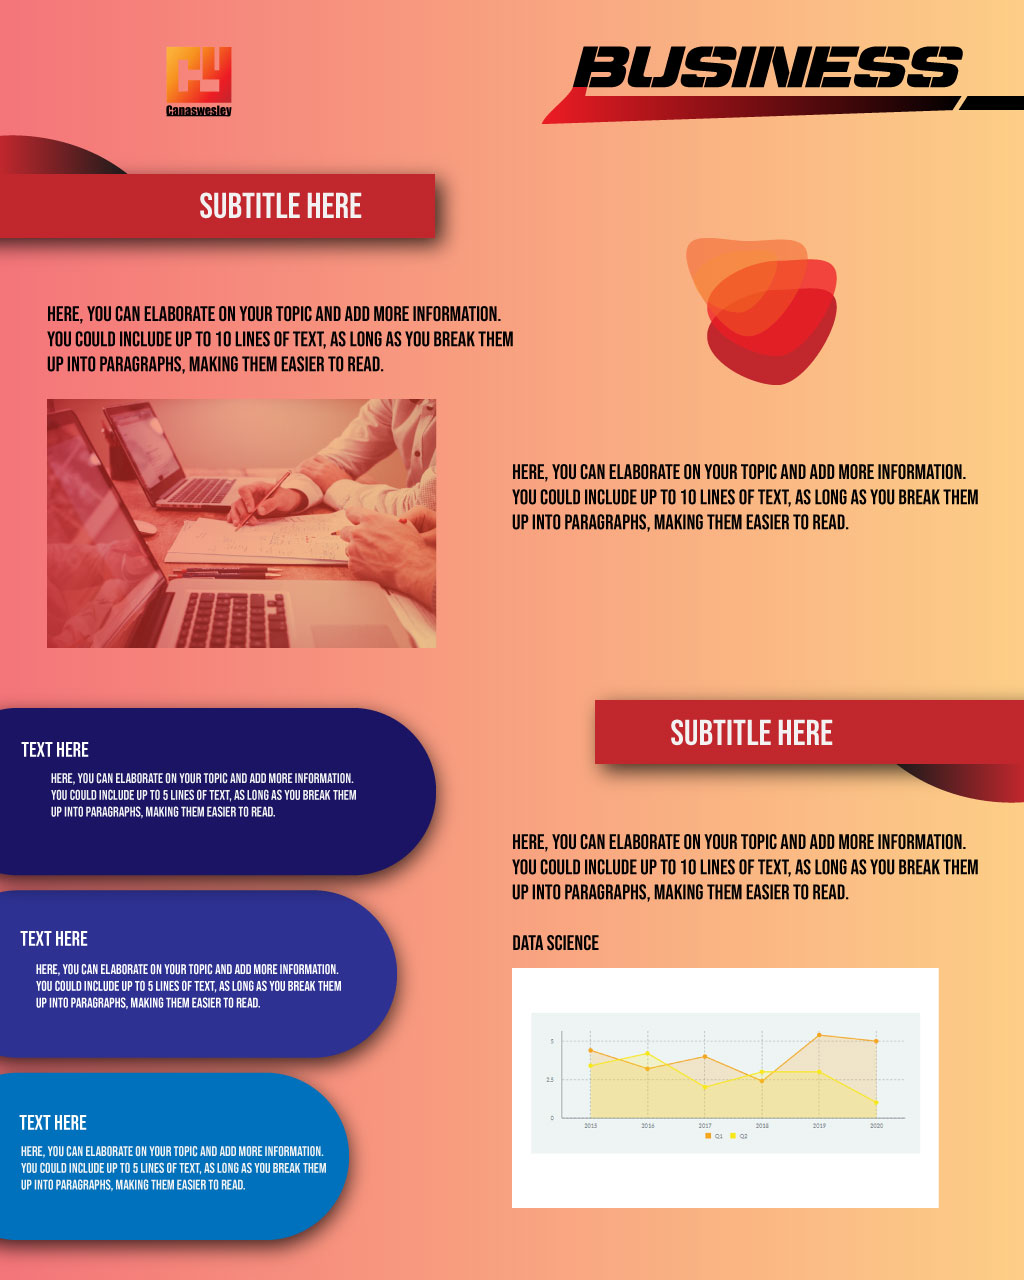 Canaswesley
BUSINESS
SUBTITLE HERE
HERE, YOU CAN ELABORATE ON YOUR TOPIC AND ADD MORE INFORMATION.
YOU COULD INCLUDE UP TO 10 LINES OF TEXT, AS LONG AS YOU BREAK THEM
UP INTO PARAGRAPHS, MAKING THEM EASIER TO READ.
HERE, YOU CAN ELABORATE ON YOUR TOPIC AND ADD MORE INFORMATION.
YOU COULD INCLUDE UP TO 10 LINES OF TEXT, AS LONG AS YOU BREAK THEM
UP INTO PARAGRAPHS, MAKING THEM EASIER TO READ.
TEXT HERE
HERE, YOU CAN ELABORATE ON YOUR TOPIC AND ADD MORE INFORMATION.
YOU COULD INCLUDE UP TO 5 LINES OF TEXT, AS LONG AS YOU BREAK THEM
UP INTO PARAGRAPHS, MAKING THEM EASIER TO READ.
TEXT HERE
HERE, YOU CAN ELABORATE ON YOUR TOPIC AND ADD MORE INFORMATION.
YOU COULD INCLUDE UP TO 5 LINES OF TEXT, AS LONG AS YOU BREAK THEM
UP INTO PARAGRAPHS, MAKING THEM EASIER TO READ.
TEXT HERE
HERE, YOU CAN ELABORATE ON YOUR TOPIC AND ADD MORE INFORMATION.
YOU COULD INCLUDE UP TO 5 LINES OF TEXT, AS LONG AS YOU BREAK THEM
UP INTO PARAGRAPHS, MAKING THEM EASIER TO READ.
SUBTITLE HERE
HERE, YOU CAN ELABORATE ON YOUR TOPIC AND ADD MORE INFORMATION.
YOU COULD INCLUDE UP TO 10 LINES OF TEXT, AS LONG AS YOU BREAK THEM
UP INTO PARAGRAPHS, MAKING THEM EASIER TO READ.
DATA SCIENCE
5
2.5
0
2015 2016 2017 2018 2019 2020
Q1 Q2